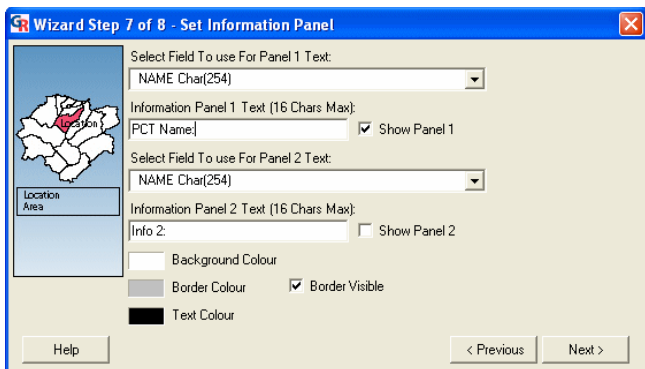 GR Wizard Step 7 of 8 - Set Information Panel
Select Field To use For Panel 1 Text:
NAME Char(254)
Information Panel 1 Text (16 Chars Max):
PCT Name:
Show Panel 1
Select Field To use For Panel 2 Text:
NAME Char(254)
Information Panel 2 Text (16 Chars Max):
Info 2:
Show Panel 2
Location
Location
Area
Background Colour
Border Colour
Border Visible
Text Colour
Help
< Previous
Next >